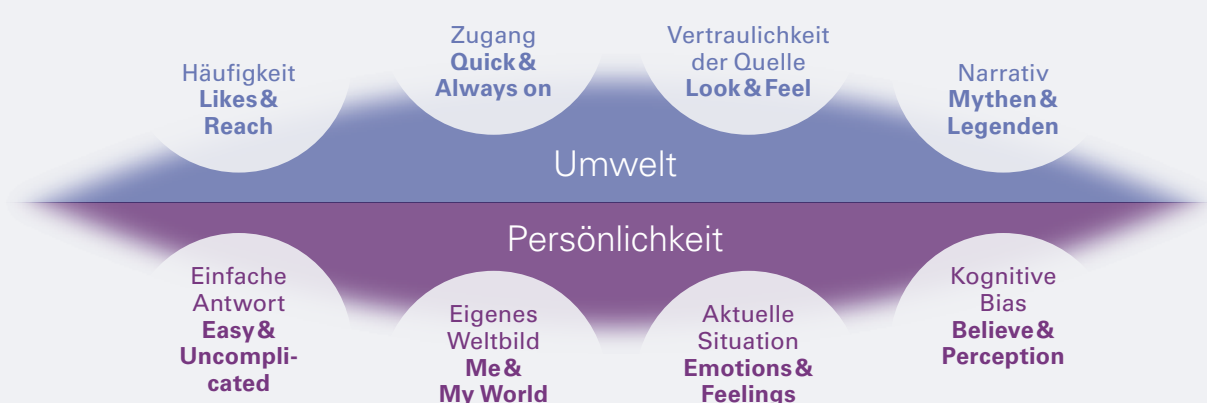 Häufigkeit
Likes &
Reach
Zugang
Quick &
Always on
Vertraulichkeit
der Quelle
Look & Feel
Narrativ
Mythen &
Legenden
Umwelt
Persönlichkeit
Einfache
Antwort
Easy &
Uncompli-
cated
Eigenes
Weltbild
Me &
My World
Aktuelle
Situation
Emotions &
Feelings
Kognitive
Bias
Believe &
Perception